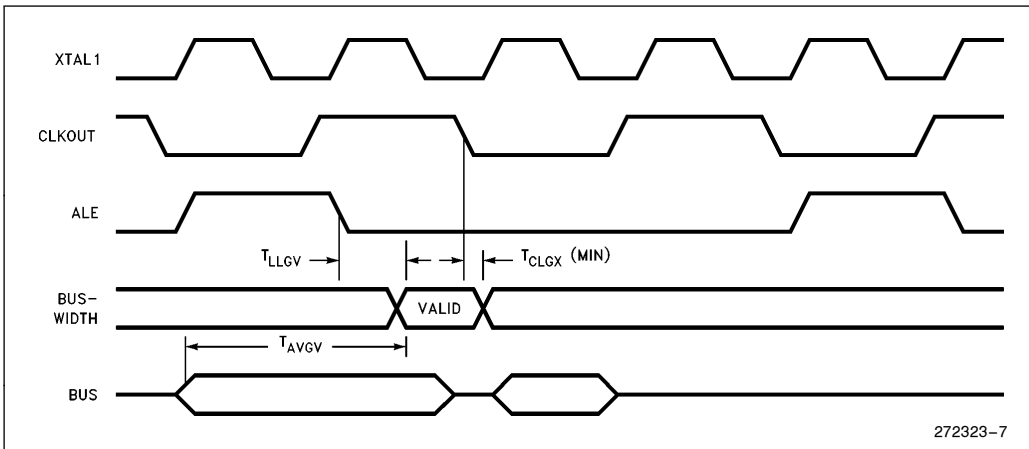 XTAL1
CLKOUT
ALE
T_LLGV
T_CLGX (MIN)
BUS-
WIDTH
VALID
T_AVGV
BUS
272323-7